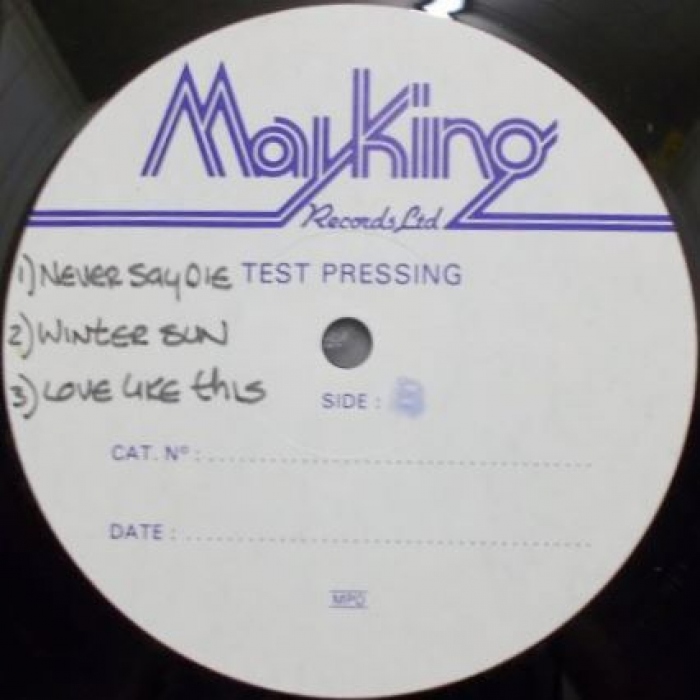 MayKing
Records Ltd
TEST PRESSING
1) NEVER SAY DIE
2) WINTER SUN
3) LOVE LIKE this
SIDE : B
CAT. Nº :
DATE :
MPO